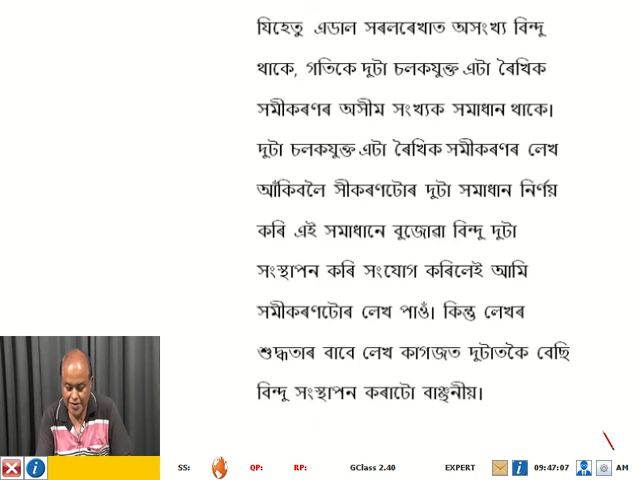 যিহেতু এডাল সৰলৰেখাত অসংখ্য বিন্দু
থাকে, গতিকে দুটা চলকযুক্ত এটা ৰৈখিক
সমীকৰণৰ অসীম সংখ্যক সমাধান থাকে।
দুটা চলকযুক্ত এটা ৰৈখিক সমীকৰণৰ লেখ
আঁকিবলৈ সীকৰণটোৰ দুটা সমাধান নিৰ্ণয়
কৰি এই সমাধানে বুজোৱা বিন্দু দুটা
সংস্থাপন কৰি সংযোগ কৰিলেই আমি
সমীকৰণটোৰ লেখ পাওঁ। কিন্তু লেখৰ
শুদ্ধতাৰ বাবে লেখ কাগজত দুটাতকৈ বেছি
বিন্দু সংস্থাপন কৰাটো বাঞ্ছনীয়।
SS: QP: RP: GClass 2.40 EXPERT 09:47:07 AM